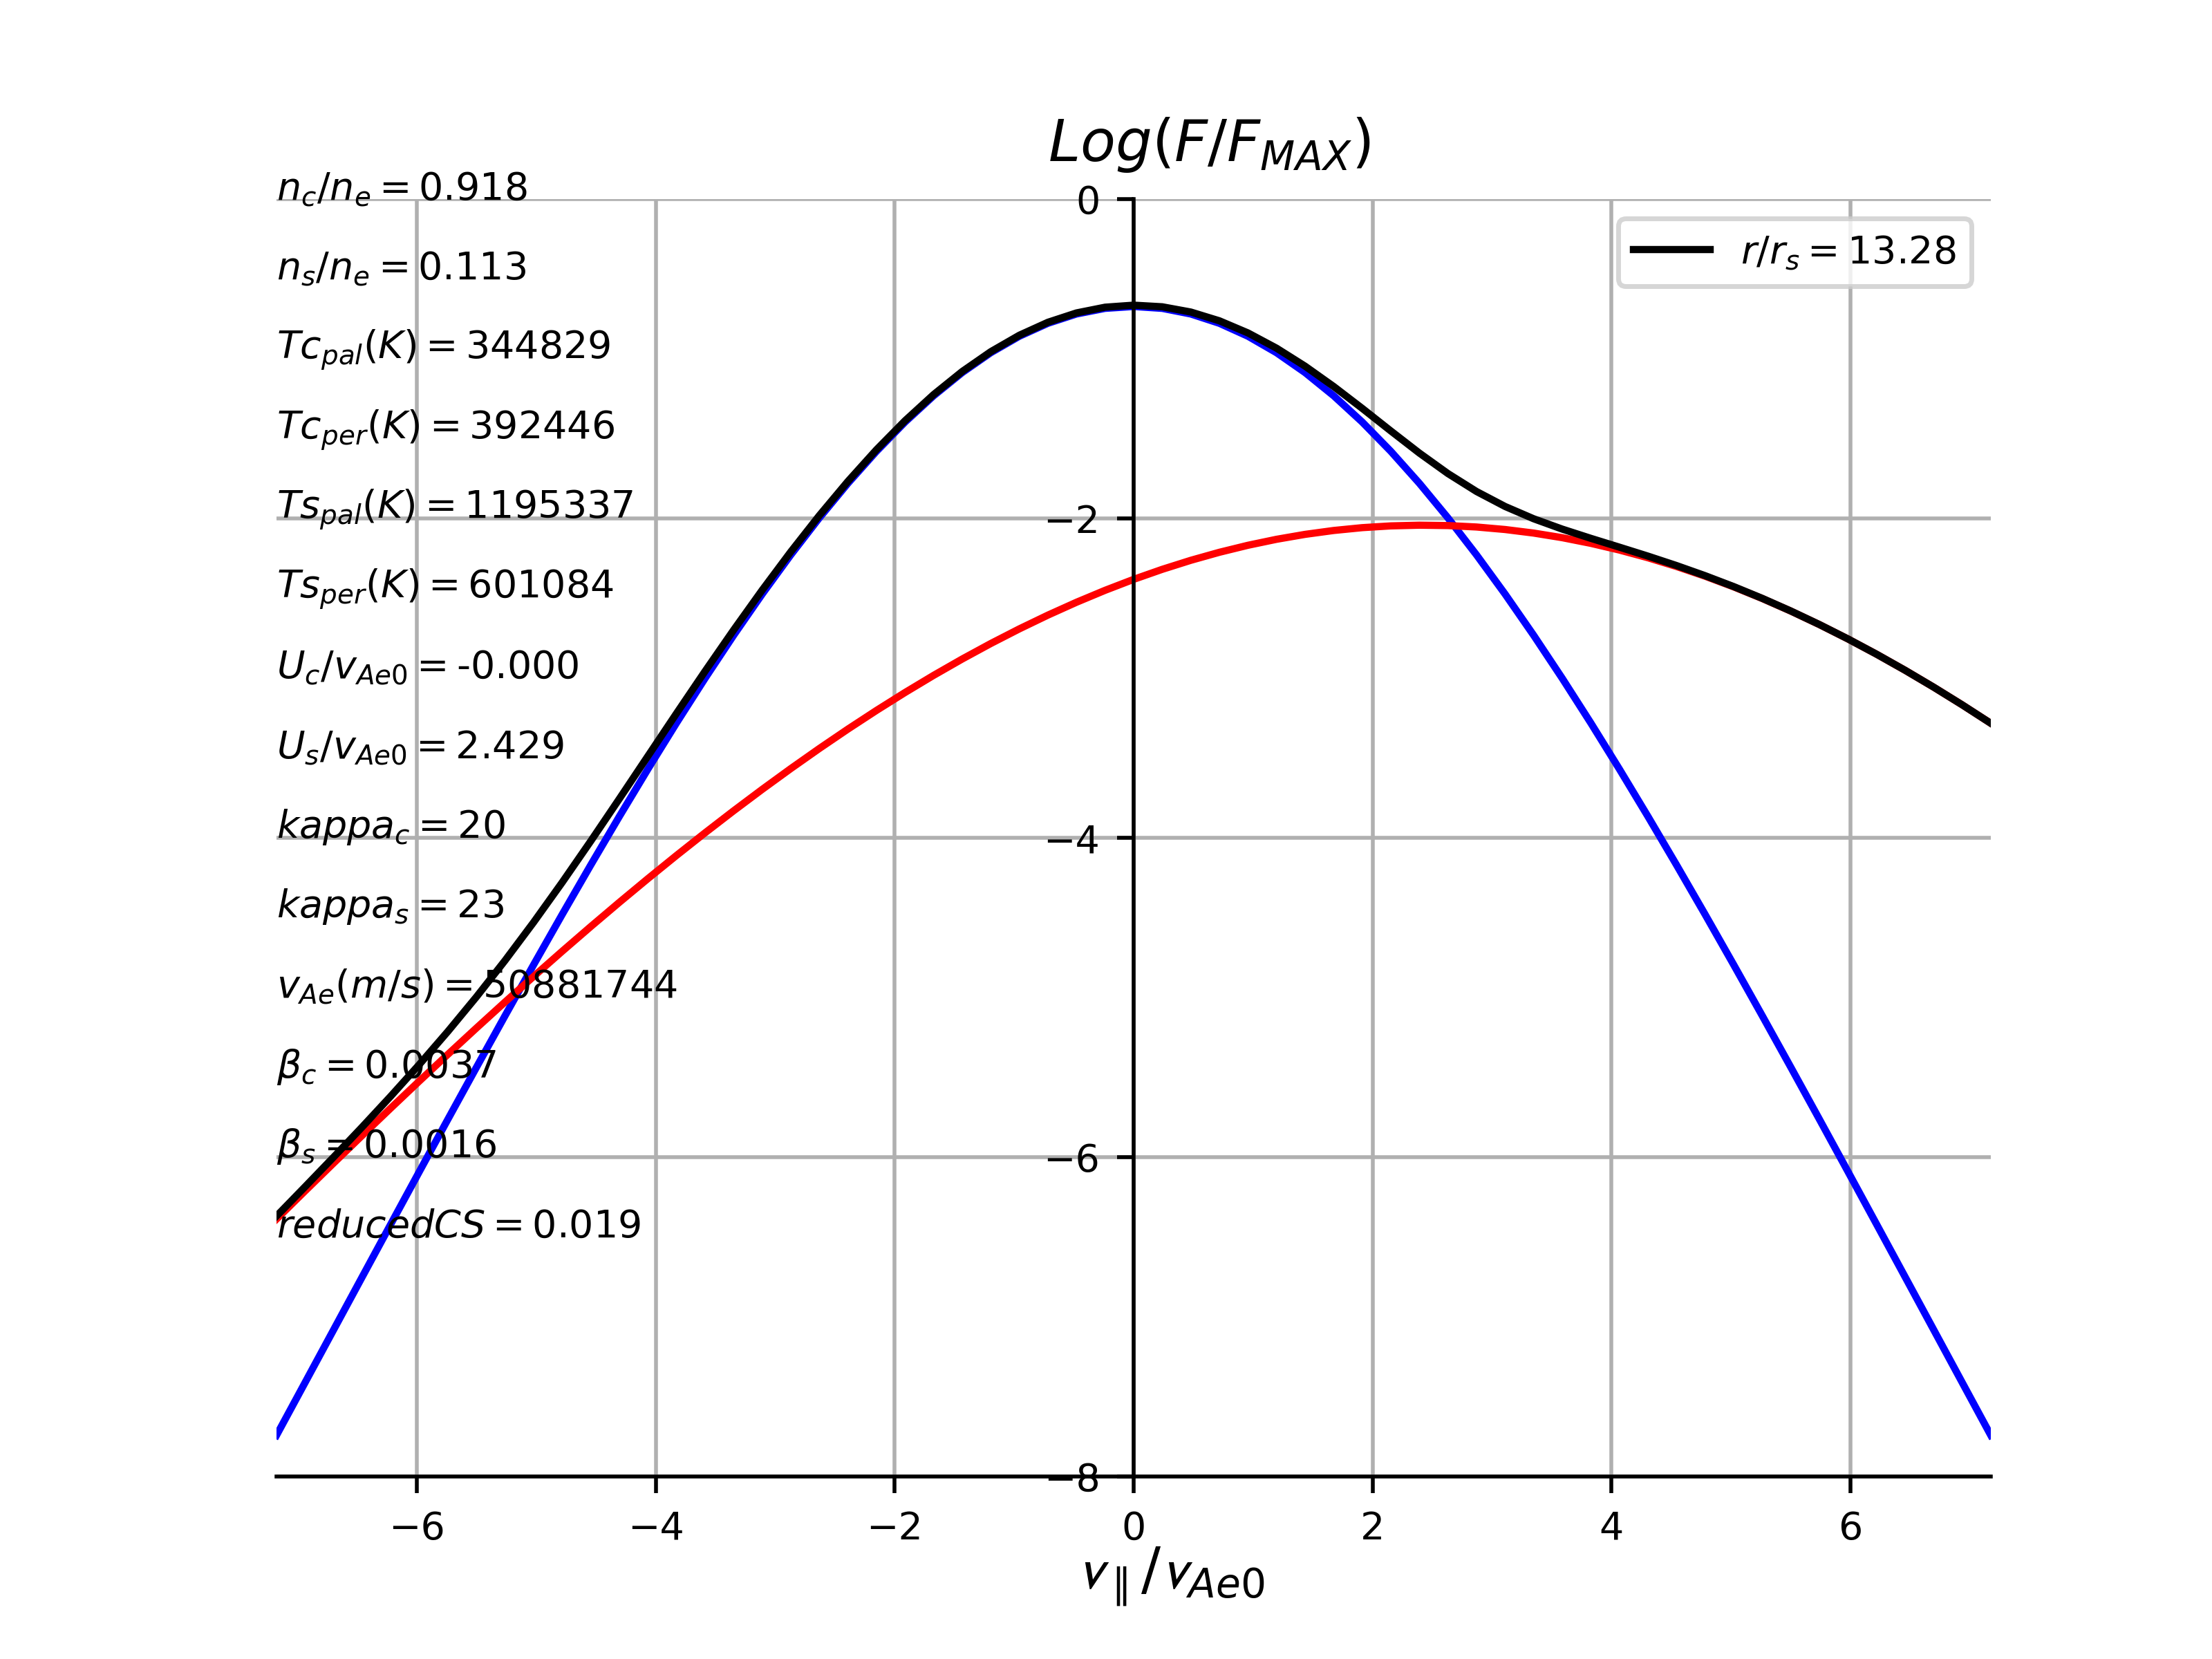 Log(F/F_MAX)
n_c/n_e = 0.918
0
r/r_s = 13.28
n_s/n_e = 0.113
Tc_pal(K) = 344829
Tc_per(K) = 392446
Ts_pal(K) = 1195337
−2
Ts_per(K) = 601084
U_c/v_Ae0 = -0.000
U_s/v_Ae0 = 2.429
kappa_c = 20
−4
kappa_s = 23
v_Ae(m/s) = 50881744
β_c = 0.0037
β_s = 0.0016
−6
reducedCS = 0.019
−8
−6 −4 −2 0 2 4 6
v_∥/v_Ae0